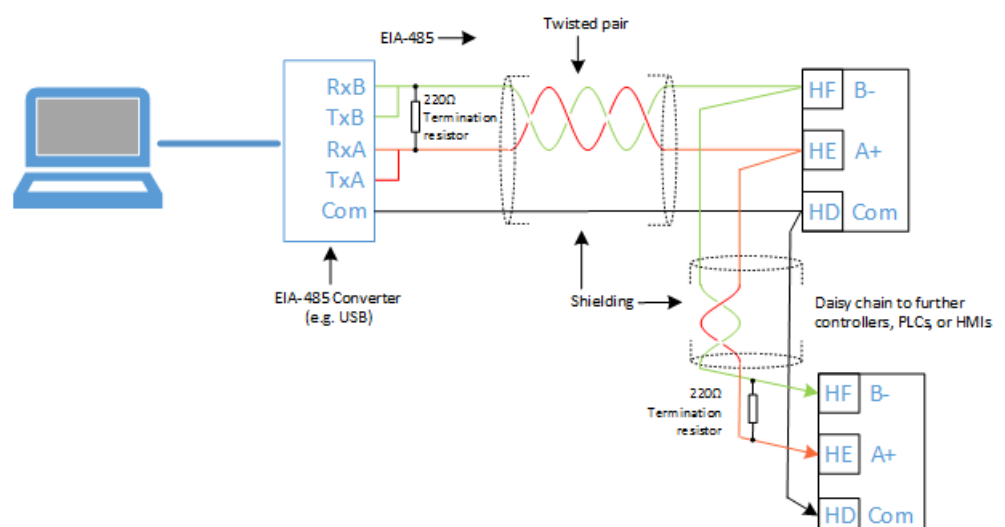 EIA-485
Twisted pair
RxB
TxB
RxA
TxA
Com
220Ω
Termination
resistor
HF B-
HE A+
HD Com
EIA-485 Converter
(e.g. USB)
Shielding
Daisy chain to further
controllers, PLCs, or HMIs
220Ω
Termination
resistor
HF B-
HE A+
HD Com